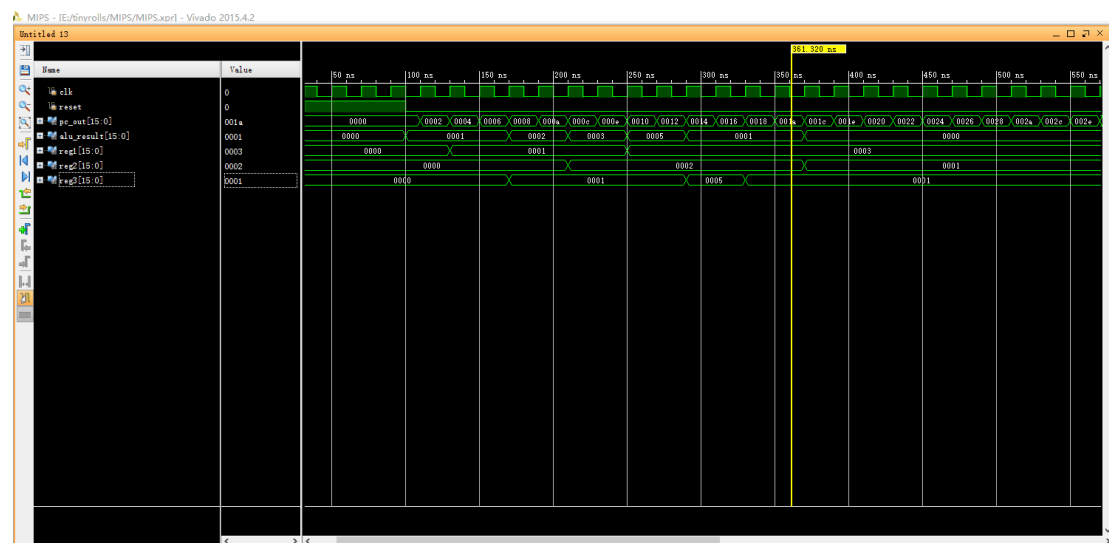 MIPS - [E:/tinyrolls/MIPS/MIPS.xpr] - Vivado 2015.4.2
Untitled 13
361.320 ns
Name Value
50 ns 100 ns 150 ns 200 ns 250 ns 300 ns 350 ns 400 ns 450 ns 500 ns 550 ns
clk 0
reset 0
pc_out[15:0] 001a 0000 0002 0004 0006 0008 000a 000c 000e 0010 0012 0014 0016 0018 001a 001c 001e 0020 0022 0024 0026 0028 002a 002c 002e
alu_result[15:0] 0001 0000 0001 0002 0003 0005 0001 0000
reg1[15:0] 0003 0000 0001 0003
reg2[15:0] 0002 0000 0002 0001
reg3[15:0] 0001 0000 0001 0005 0001